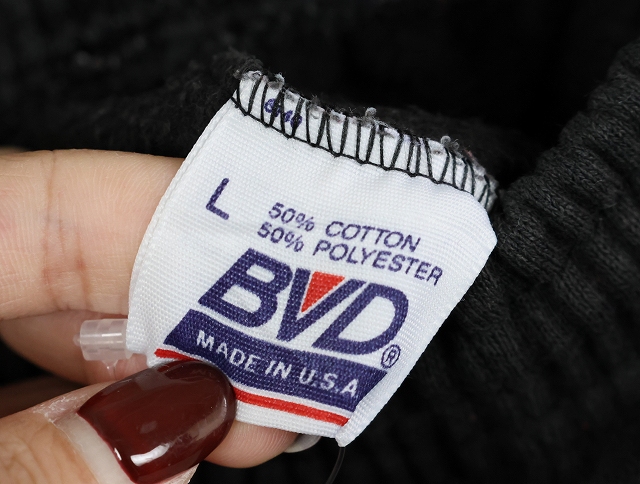 L
50% COTTON
50% POLYESTER
BVD®
MADE IN U.S.A